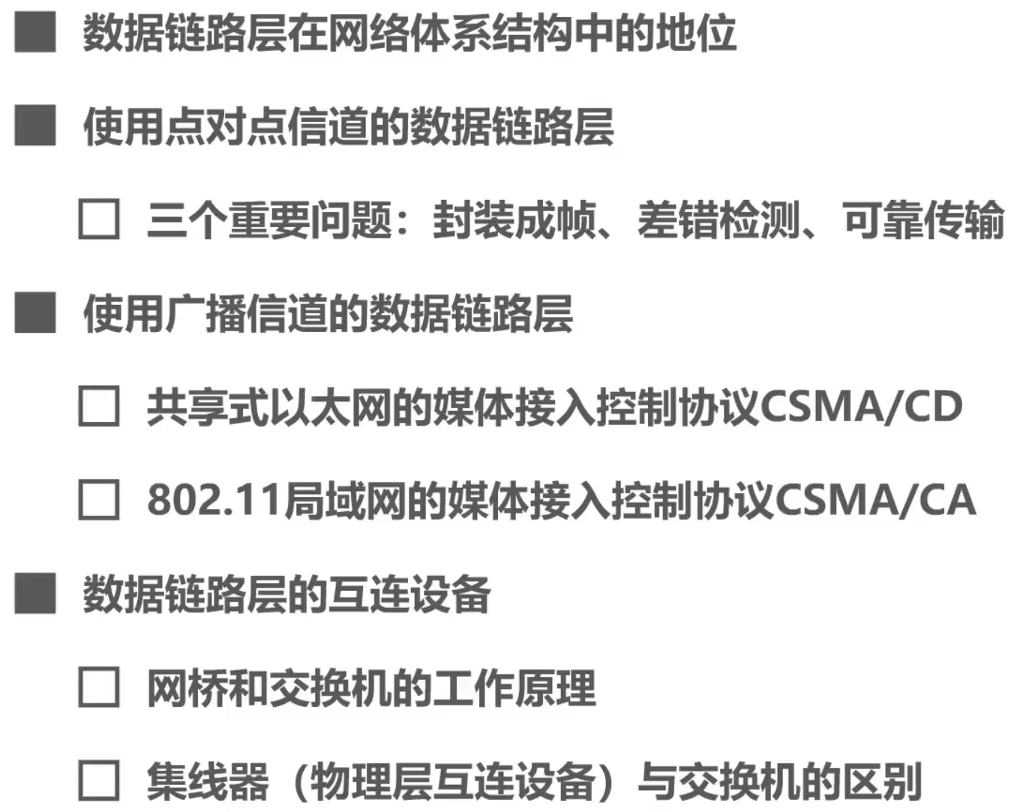 数据链路层在网络体系结构中的地位
使用点对点信道的数据链路层
三个重要问题：封装成帧、差错检测、可靠传输
使用广播信道的数据链路层
共享式以太网的媒体接入控制协议CSMA/CD
802.11局域网的媒体接入控制协议CSMA/CA
数据链路层的互连设备
网桥和交换机的工作原理
集线器（物理层互连设备）与交换机的区别